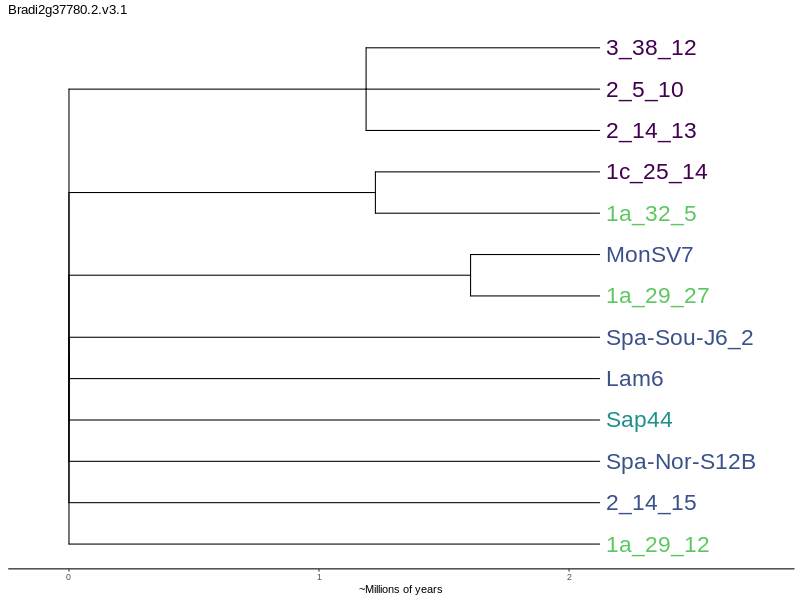 Bradi2g37780.2.v3.1
3_38_12
2_5_10
2_14_13
1c_25_14
1a_32_5
MonSV7
1a_29_27
Spa-Sou-J6_2
Lam6
Sap44
Spa-Nor-S12B
2_14_15
1a_29_12
0 1 2
~Millions of years